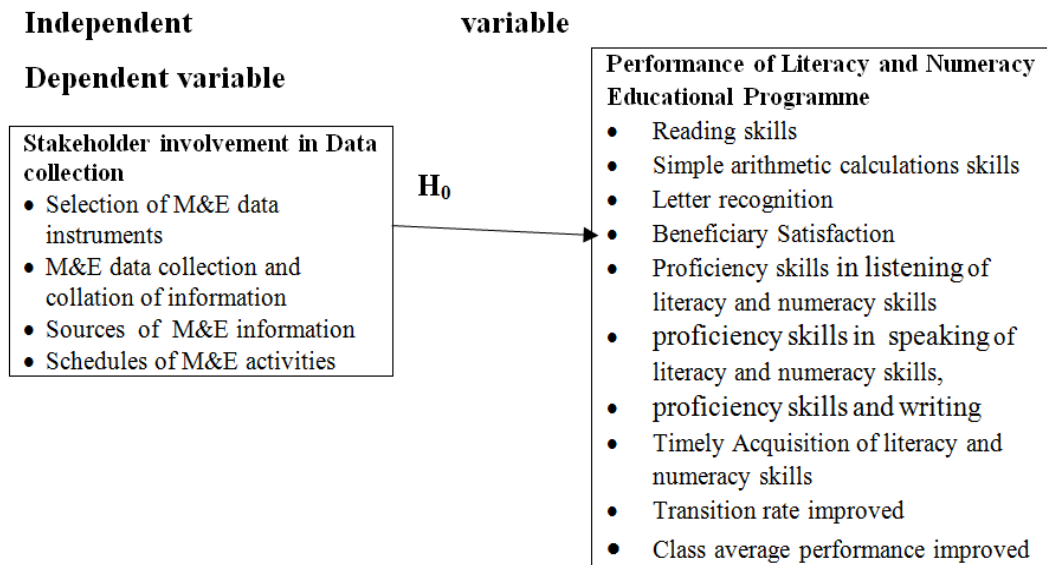 Independent variable
Dependent variable
Stakeholder involvement in Data
collection
• Selection of M&E data
instruments
• M&E data collection and
collation of information
• Sources of M&E information
• Schedules of M&E activities
H₀
Performance of Literacy and Numeracy
Educational Programme
• Reading skills
• Simple arithmetic calculations skills
• Letter recognition
• Beneficiary Satisfaction
• Proficiency skills in listening of
literacy and numeracy skills
• proficiency skills in speaking of
literacy and numeracy skills,
• proficiency skills and writing
• Timely Acquisition of literacy and
numeracy skills
• Transition rate improved
• Class average performance improved